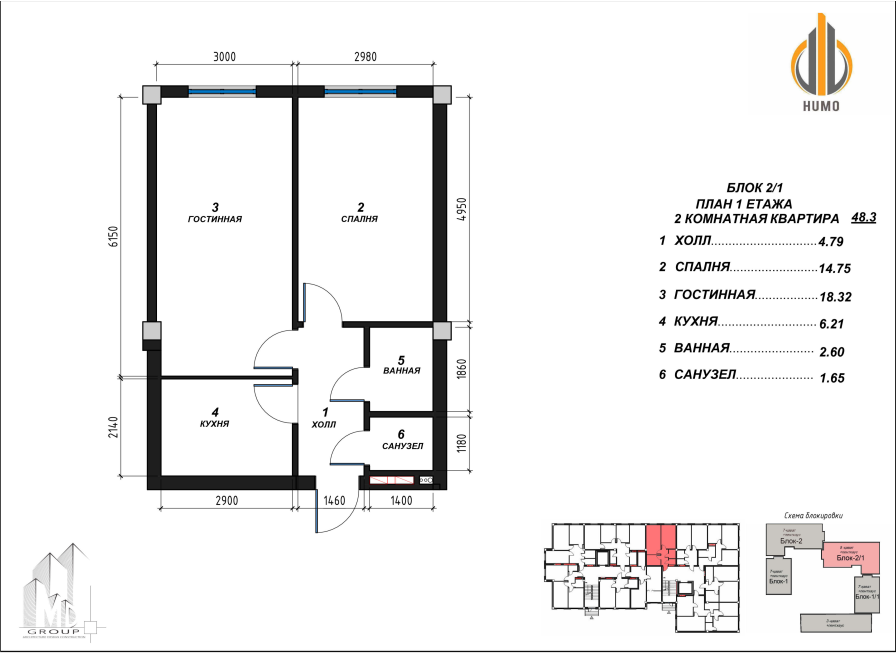 3000
2980
HUMO
БЛОК 2/1
ПЛАН 1 ЕТАЖА
2 КОМНАТНАЯ КВАРТИРА 48.3
1 ХОЛЛ 4.79
2 СПАЛНЯ 14.75
3 ГОСТИННАЯ 18.32
4 КУХНЯ 6.21
5 ВАННАЯ 2.60
6 САНУЗЕЛ 1.65
6150
4950
3
ГОСТИННАЯ
2
СПАЛНЯ
5
ВАННАЯ
1860
2140
4
КУХНЯ
1
ХОЛЛ
6
САНУЗЕЛ
1180
2900
1460
1400
Схема блокировки
Блок-2
Блок-2/1
Блок-1
Блок-1/1
MD
GROUP